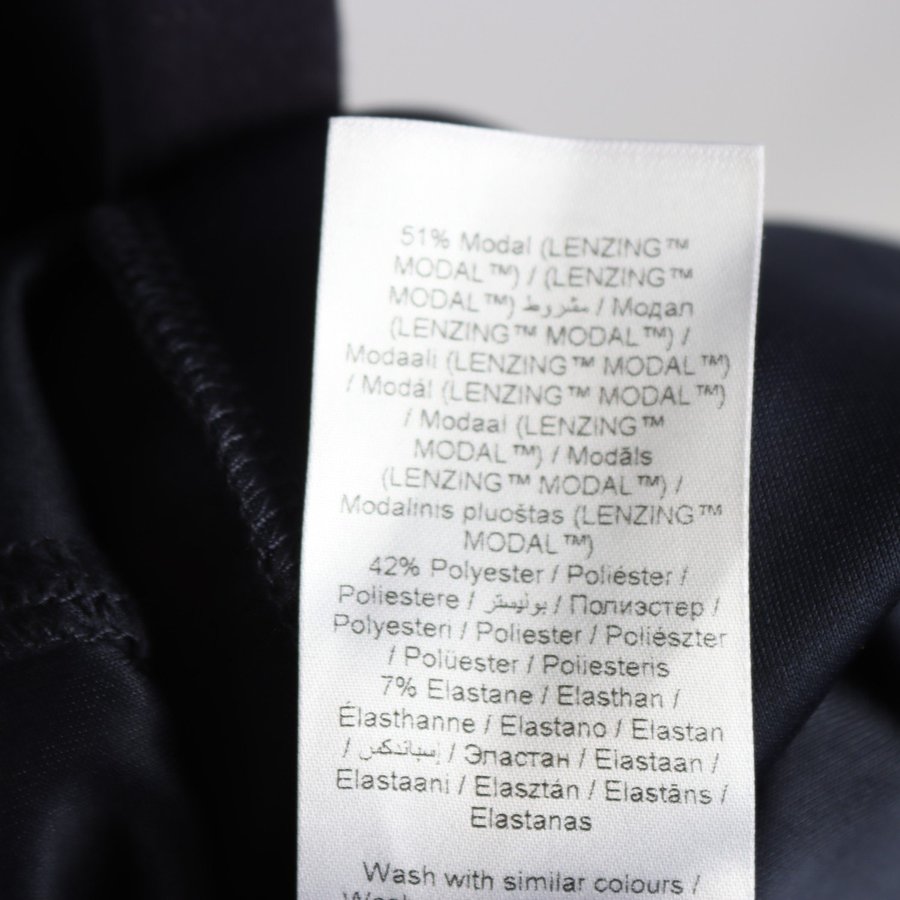 51% Modal (LENZING™
MODAL™) / (LENZING™
MODAL™) مشروط / Модал
(LENZING™ MODAL™) /
Modaali (LENZING™ MODAL™)
/ Modál (LENZING™ MODAL™)
/ Modaal (LENZING™
MODAL™) / Modāls
(LENZING™ MODAL™) /
Modalinis pluoštas (LENZING™
MODAL™)
42% Polyester / Poliéster /
Poliestere / بوليستر / Полиэстер /
Polyesteri / Poliester / Poliészter
/ Polüester / Poliesteris
7% Elastane / Elasthan /
Élasthanne / Elastano / Elastan
/ إسباندكس / Эластан / Elastaan /
Elastaani / Elasztán / Elastāns /
Elastanas
Wash with similar colours /